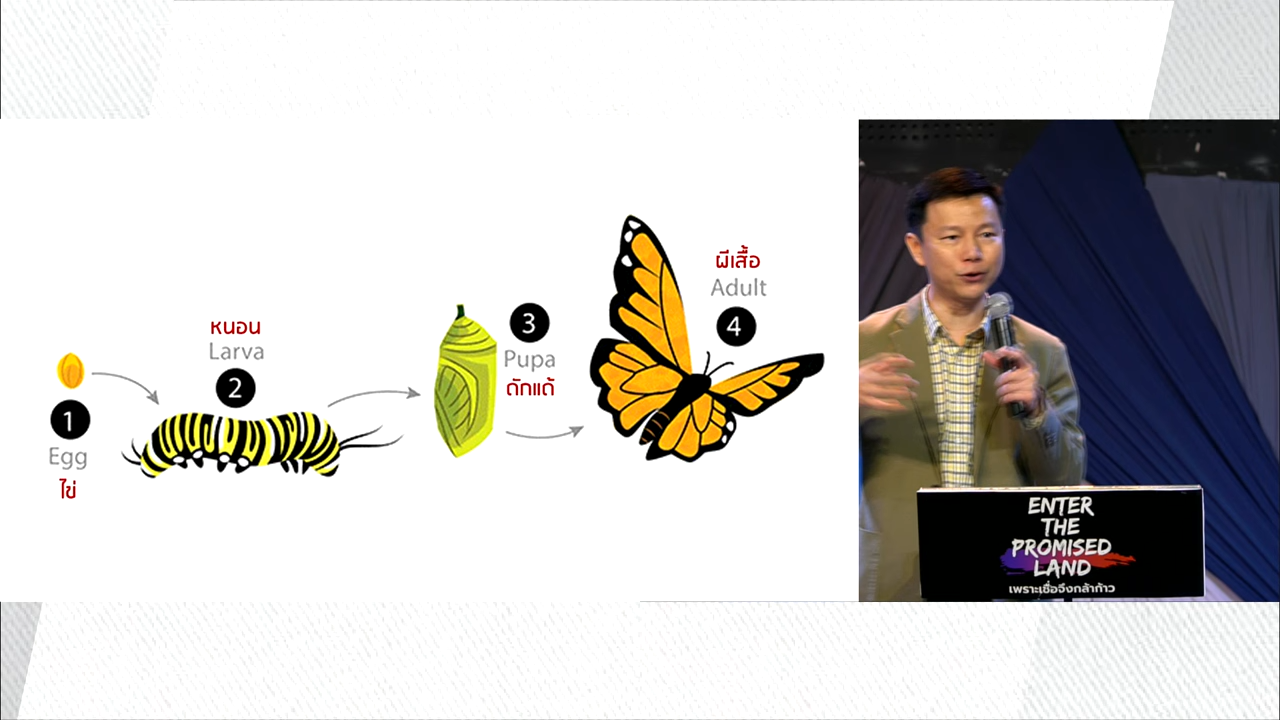 1
Egg
ไข่
หนอน
Larva
2
3
Pupa
ดักแด้
ผีเสื้อ
Adult
4
ENTER
THE
PROMISED
LAND
เพราะเชื่อจึงกล้าก้าว